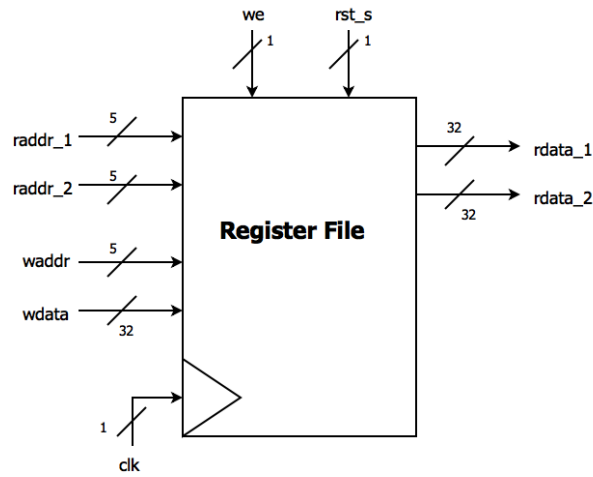 we
rst_s
1
1
5
raddr_1
32
rdata_1
5
raddr_2
rdata_2
32
Register File
5
waddr
wdata
32
1
clk